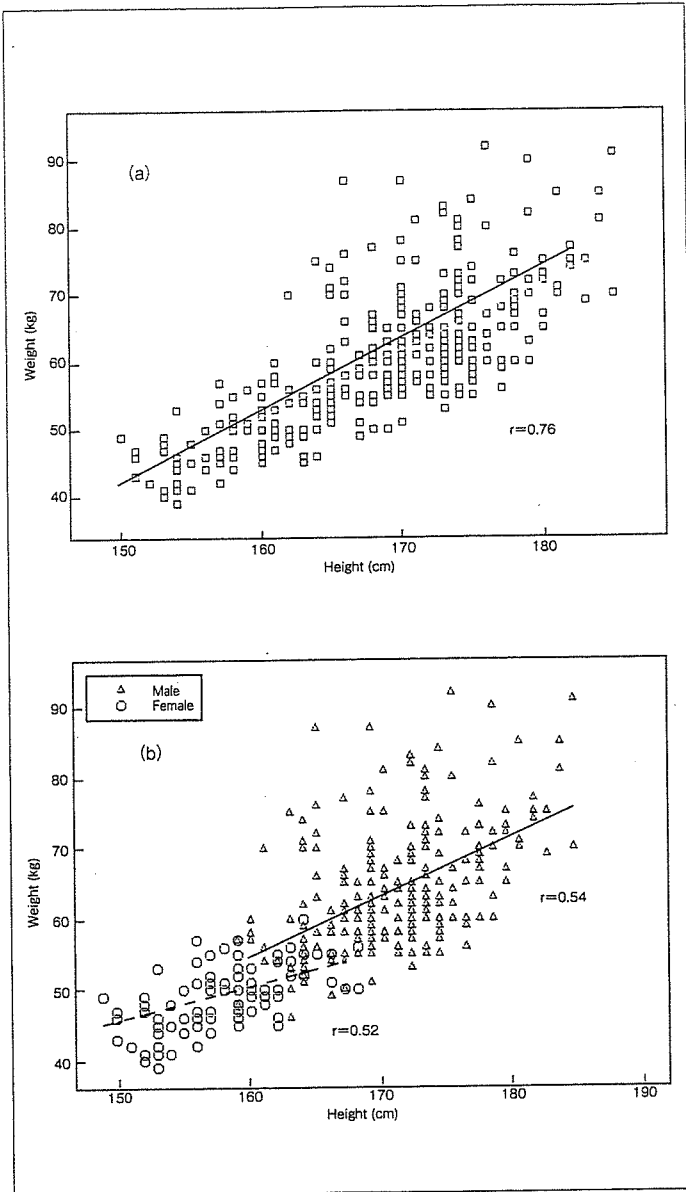 (a)
90
80
70
60
50
40
Weight (kg)
r=0.76
150 160 170 180
Height (cm)
Male
Female
(b)
90
80
70
60
50
40
Weight (kg)
r=0.54
r=0.52
150 160 170 180 190
Height (cm)